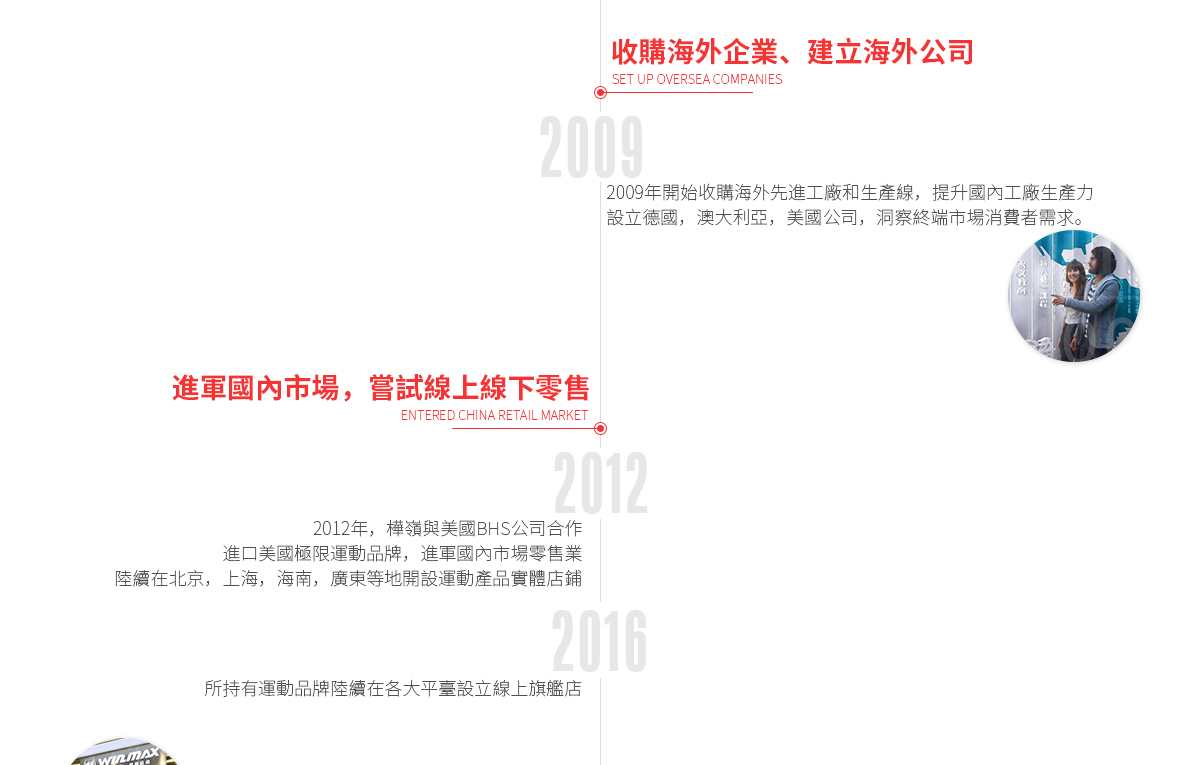 收購海外企業、建立海外公司
SET UP OVERSEA COMPANIES
2009
2009年開始收購海外先進工廠和生產線，提升國內工廠生產力
設立德國，澳大利亞，美國公司，洞察終端市場消費者需求。
進軍國內市場，嘗試線上線下零售
ENTERED CHINA RETAIL MARKET
2012
2012年，樺嶺與美國BHS公司合作
進口美國極限運動品牌，進軍國內市場零售業
陸續在北京，上海，海南，廣東等地開設運動產品實體店鋪
2016
所持有運動品牌陸續在各大平臺設立線上旗艦店
WINMAX